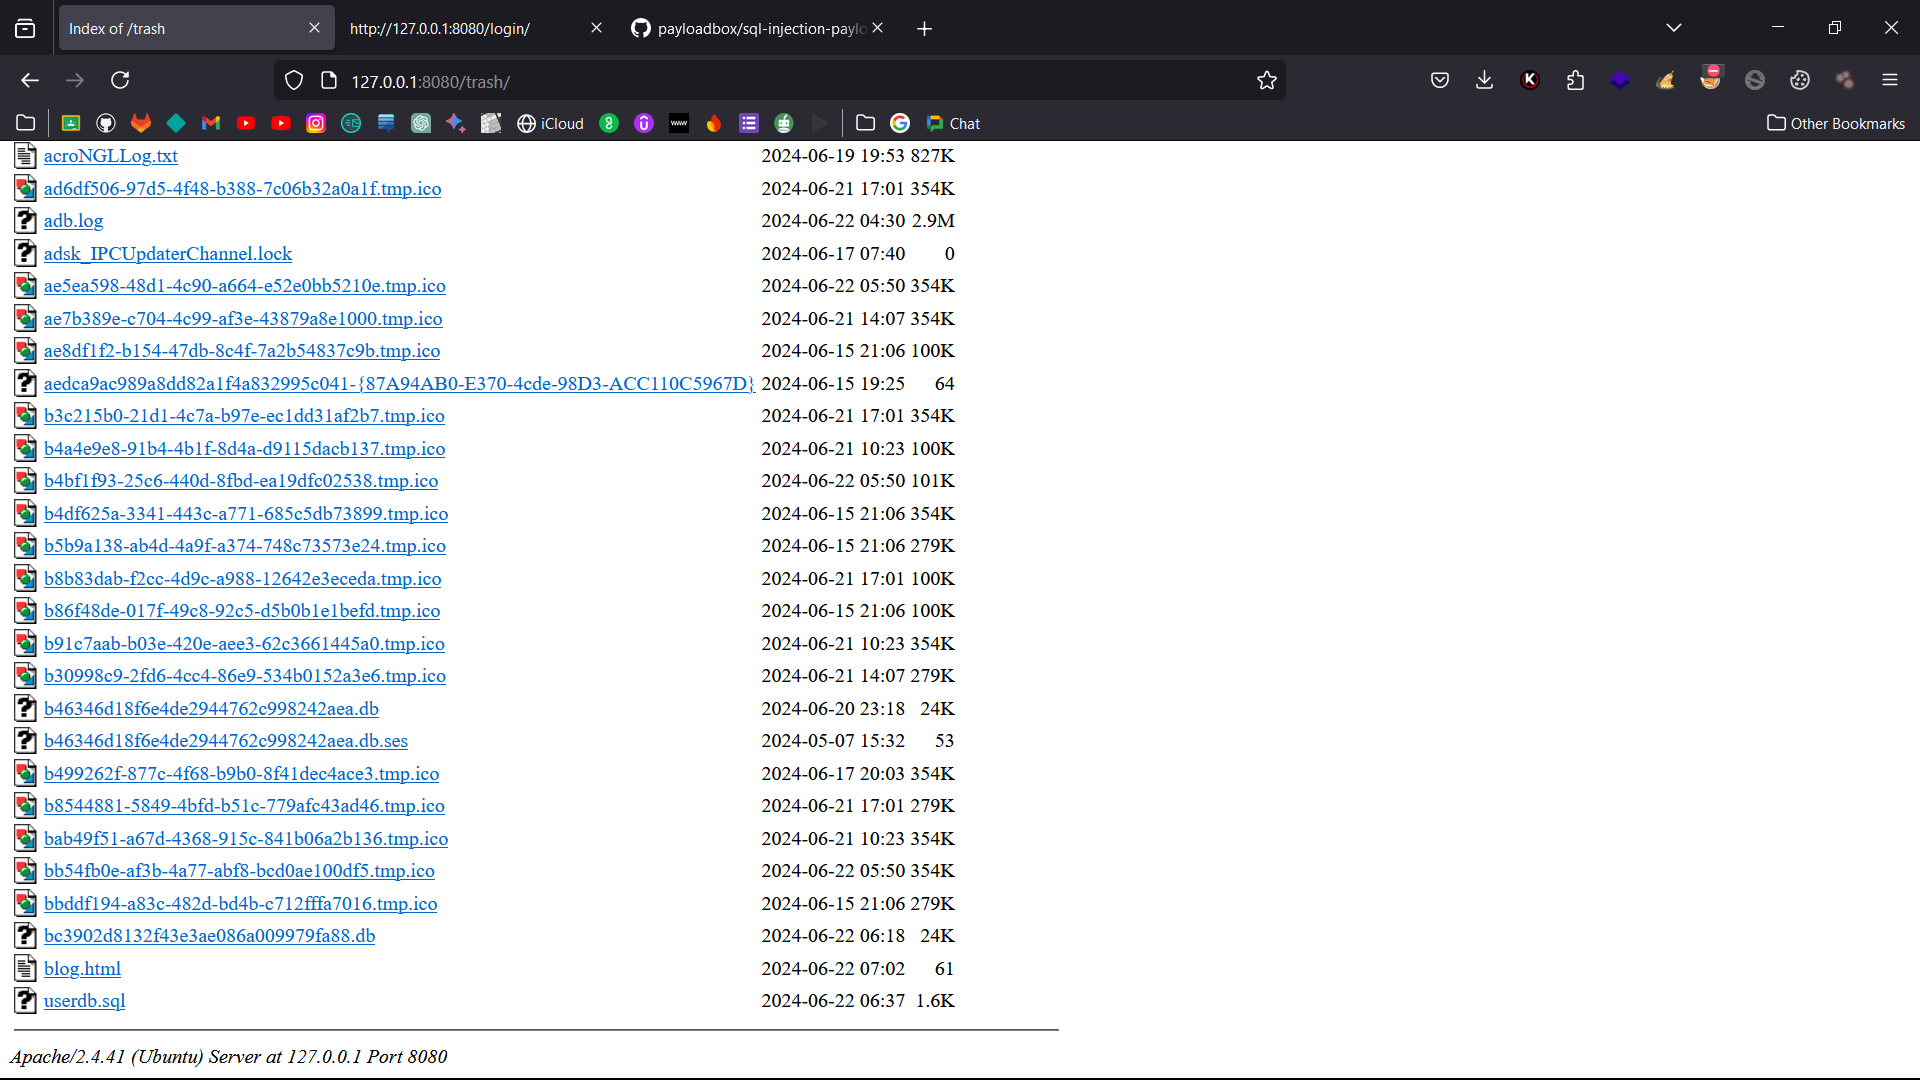 Index of /trash
http://127.0.0.1:8080/login/
payloadbox/sql-injection-paylo
127.0.0.1:8080/trash/
iCloud
Chat
Other Bookmarks
acroNGLLog.txt 2024-06-19 19:53 827K
ad6df506-97d5-4f48-b388-7c06b32a0a1f.tmp.ico 2024-06-21 17:01 354K
adb.log 2024-06-22 04:30 2.9M
adsk_IPCUpdaterChannel.lock 2024-06-17 07:40 0
ae5ea598-48d1-4c90-a664-e52e0bb5210e.tmp.ico 2024-06-22 05:50 354K
ae7b389e-c704-4c99-af3e-43879a8e1000.tmp.ico 2024-06-21 14:07 354K
ae8df1f2-b154-47db-8c4f-7a2b54837c9b.tmp.ico 2024-06-15 21:06 100K
aedca9ac989a8dd82a1f4a832995c041-{87A94AB0-E370-4cde-98D3-ACC110C5967D} 2024-06-15 19:25 64
b3c215b0-21d1-4c7a-b97e-ec1dd31af2b7.tmp.ico 2024-06-21 17:01 354K
b4a4e9e8-91b4-4b1f-8d4a-d9115dacb137.tmp.ico 2024-06-21 10:23 100K
b4bf1f93-25c6-440d-8fbd-ea19dfc02538.tmp.ico 2024-06-22 05:50 101K
b4df625a-3341-443c-a771-685c5db73899.tmp.ico 2024-06-15 21:06 354K
b5b9a138-ab4d-4a9f-a374-748c73573e24.tmp.ico 2024-06-15 21:06 279K
b8b83dab-f2cc-4d9c-a988-12642e3eceda.tmp.ico 2024-06-21 17:01 100K
b86f48de-017f-49c8-92c5-d5b0b1e1befd.tmp.ico 2024-06-15 21:06 100K
b91c7aab-b03e-420e-aee3-62c3661445a0.tmp.ico 2024-06-21 10:23 354K
b30998c9-2fd6-4cc4-86e9-534b0152a3e6.tmp.ico 2024-06-21 14:07 279K
b46346d18f6e4de2944762c998242aea.db 2024-06-20 23:18 24K
b46346d18f6e4de2944762c998242aea.db.ses 2024-05-07 15:32 53
b499262f-877c-4f68-b9b0-8f41dec4ace3.tmp.ico 2024-06-17 20:03 354K
b8544881-5849-4bfd-b51c-779afc43ad46.tmp.ico 2024-06-21 17:01 279K
bab49f51-a67d-4368-915c-841b06a2b136.tmp.ico 2024-06-21 10:23 354K
bb54fb0e-af3b-4a77-abf8-bcd0ae100df5.tmp.ico 2024-06-22 05:50 354K
bbddf194-a83c-482d-bd4b-c712fffa7016.tmp.ico 2024-06-15 21:06 279K
bc3902d8132f43e3ae086a009979fa88.db 2024-06-22 06:18 24K
blog.html 2024-06-22 07:02 61
userdb.sql 2024-06-22 06:37 1.6K
Apache/2.4.41 (Ubuntu) Server at 127.0.0.1 Port 8080